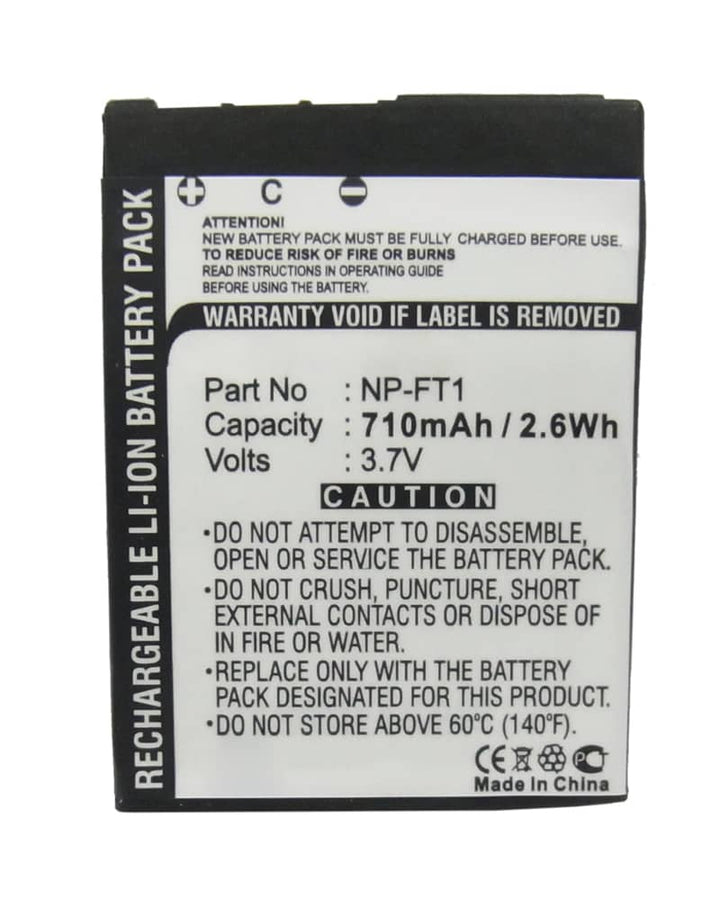 RECHARGEABLE LI-ION BATTERY PACK
+ C −
ATTENTION!
NEW BATTERY PACK MUST BE FULLY CHARGED BEFORE USE.
TO REDUCE RISK OF FIRE OR BURNS
READ INSTRUCTIONS IN OPERATING GUIDE
BEFORE USING THE BATTERY.
WARRANTY VOID IF LABEL IS REMOVED
Part No : NP-FT1
Capacity : 710mAh / 2.6Wh
Volts : 3.7V
CAUTION
•DO NOT ATTEMPT TO DISASSEMBLE,
OPEN OR SERVICE THE BATTERY PACK.
•DO NOT CRUSH, PUNCTURE, SHORT
EXTERNAL CONTACTS OR DISPOSE OF
IN FIRE OR WATER.
•REPLACE ONLY WITH THE BATTERY
PACK DESIGNATED FOR THIS PRODUCT.
•DO NOT STORE ABOVE 60°C (140°F).
CE PCT
Made In China